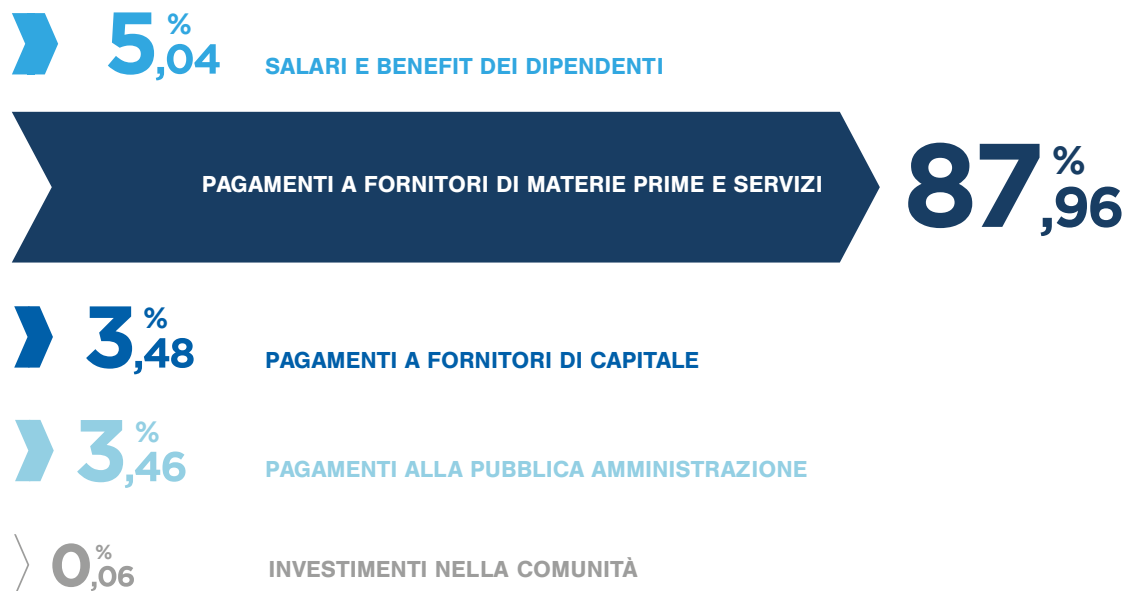 5,04%
SALARI E BENEFIT DEI DIPENDENTI
PAGAMENTI A FORNITORI DI MATERIE PRIME E SERVIZI
87,96%
3,48%
PAGAMENTI A FORNITORI DI CAPITALE
3,46%
PAGAMENTI ALLA PUBBLICA AMMINISTRAZIONE
0,06%
INVESTIMENTI NELLA COMUNITÀ